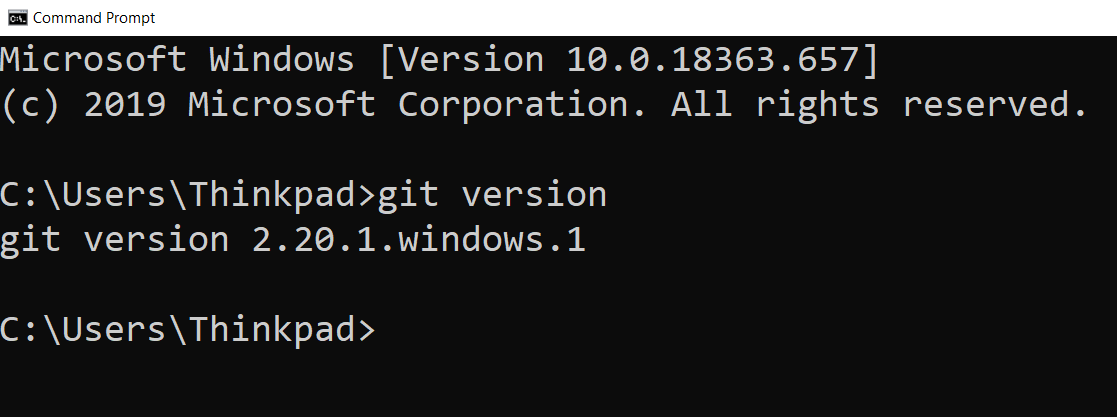 Command Prompt
Microsoft Windows [Version 10.0.18363.657]
(c) 2019 Microsoft Corporation. All rights reserved.
C:\Users\Thinkpad>git version
git version 2.20.1.windows.1
C:\Users\Thinkpad>